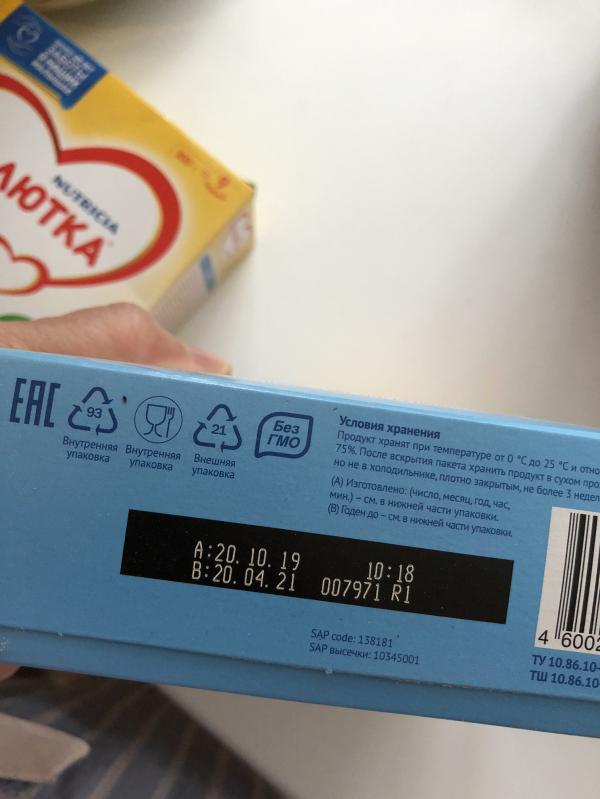 NUTRICIA
ЛЮТКА
EAC
93
21
Без
ГМО
Внутренняя
упаковка
Внутренняя
упаковка
Внешняя
упаковка
Условия хранения
Продукт хранят при температуре от 0 °C до 25 °C и отно
75%. После вскрытия пакета хранить продукт в сухом про
но не в холодильнике, плотно закрытым, не более 3 недел
(А) Изготовлено: (число, месяц, год, час,
мин.) – см. в нижней части упаковки.
(В) Годен до – см. в нижней части упаковки.
A:20. 10. 19 10:18
B:20. 04. 21 007971 R1
SAP code: 138181
SAP высечки: 10345001
4 6002
ТУ 10.86.10-
ТШ 10.86.10-